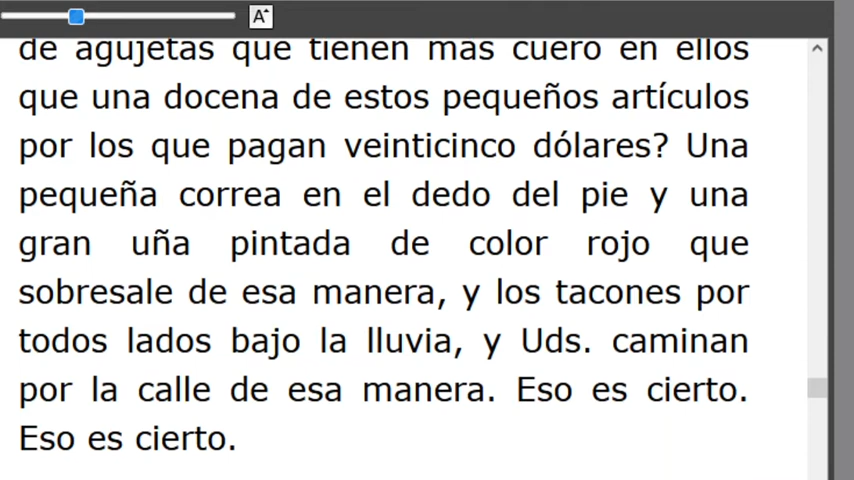 A
de agujetas que tienen más cuero en ellos
que una docena de estos pequeños artículos
por los que pagan veinticinco dólares? Una
pequeña correa en el dedo del pie y una
gran uña pintada de color rojo que
sobresale de esa manera, y los tacones por
todos lados bajo la lluvia, y Uds. caminan
por la calle de esa manera. Eso es cierto.
Eso es cierto.